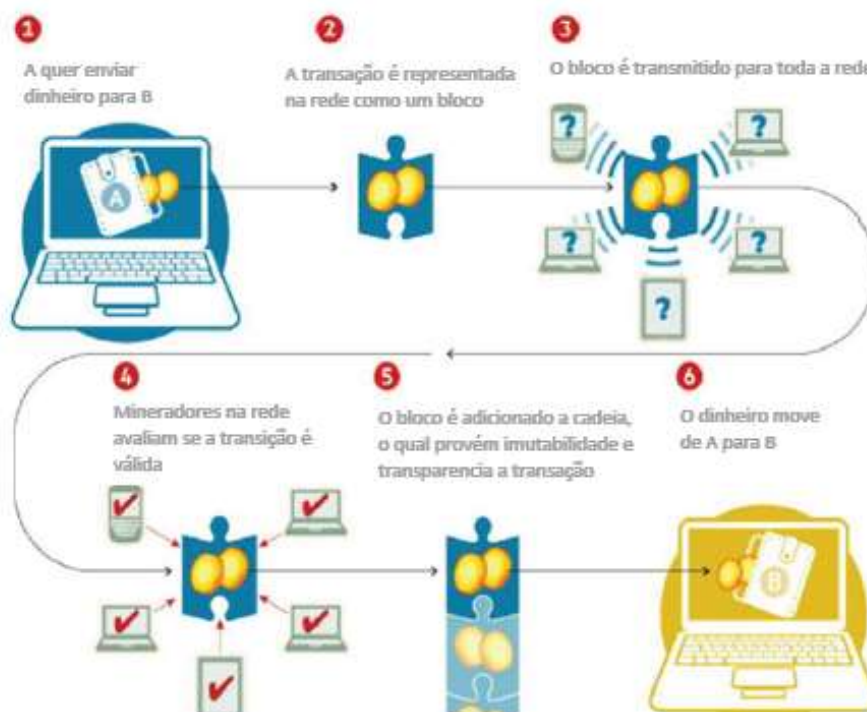 1
A quer enviar
dinheiro para B
2
A transação é representada
na rede como um bloco
3
O bloco é transmitido para toda a rede
?
?
?
?
?
A
4
Mineradores na rede
avaliam se a transição é
válida
5
O bloco é adicionado a cadeia,
o qual provém imutabilidade e
transparencia a transação
6
O dinheiro move
de A para B
B